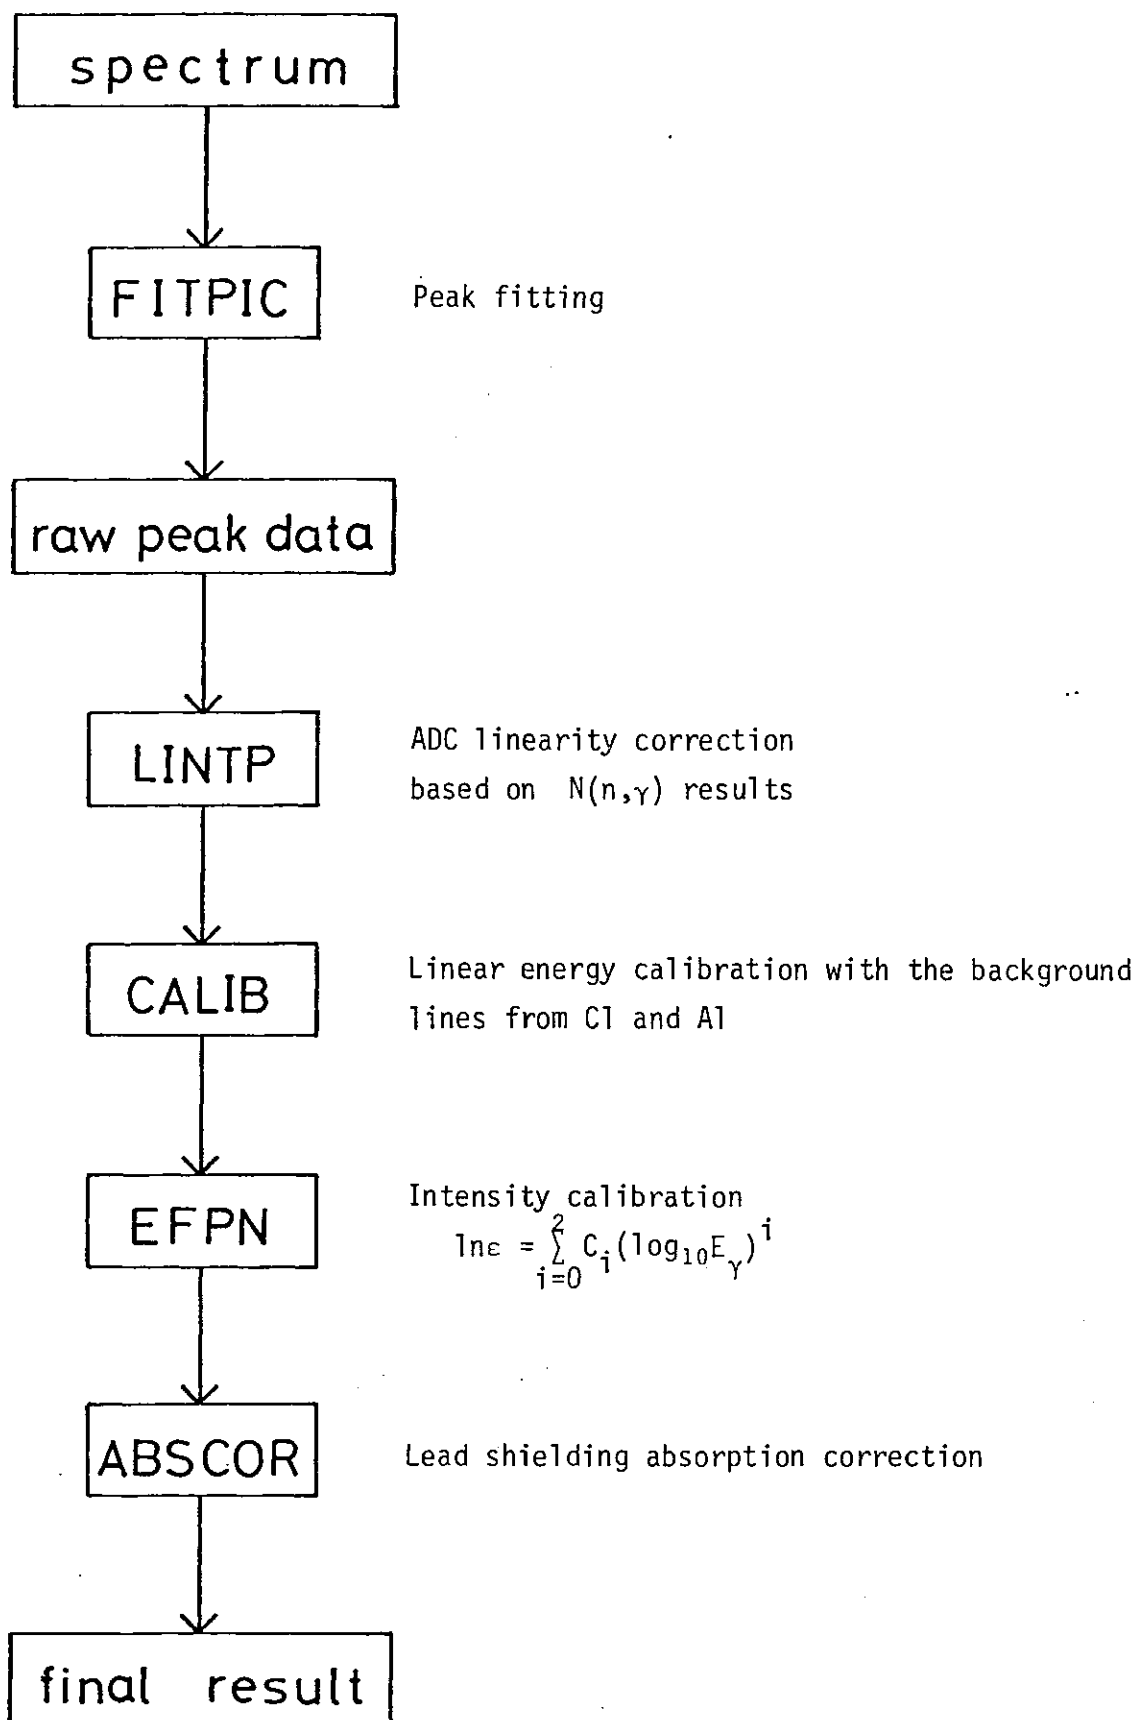 spectrum
FITPIC
Peak fitting
raw peak data
LINTP
ADC linearity correction
based on N(n,γ) results
CALIB
Linear energy calibration with the background
lines from Cl and Al
EFPN
Intensity calibration
lnε = ∑_{i=0}^{2} C_i(log₁₀E_γ)^i
ABSCOR
Lead shielding absorption correction
final result